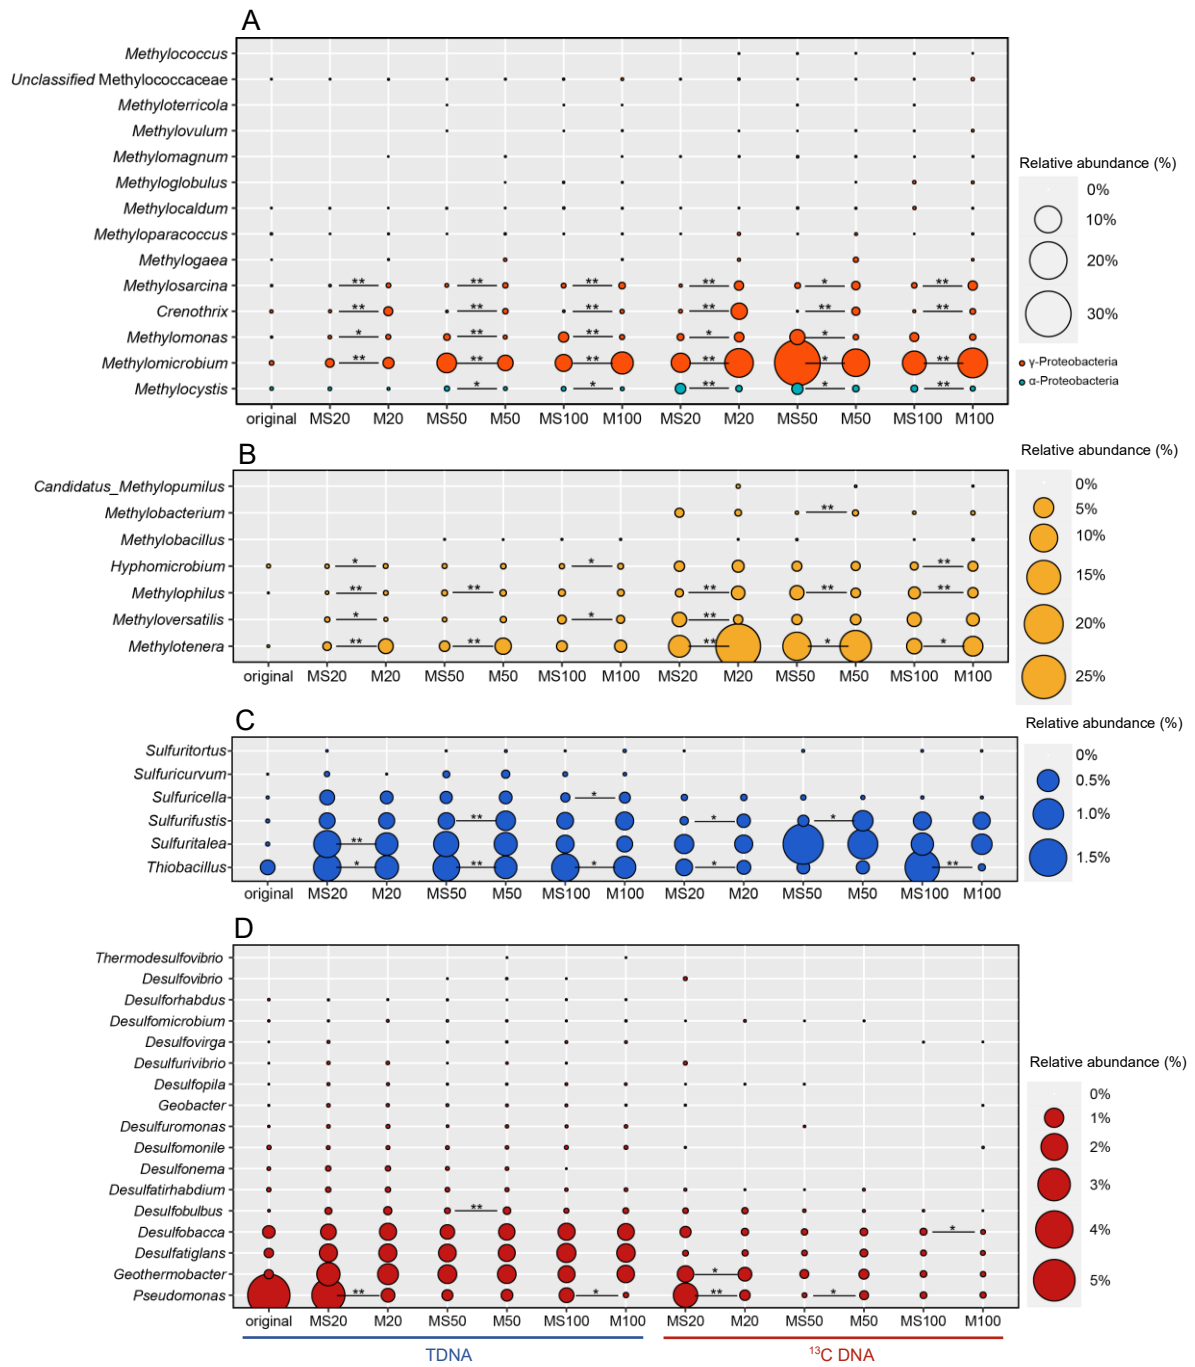 A
Methylococcus
Unclassified Methylococcaceae
Methyloterricola
Methylovulum
Methylomagnum
Methyloglobulus
Methylocaldum
Methyloparacoccus
Methylogaea
Methylosarcina ** ** ** ** * **
Crenothrix ** ** ** ** ** **
Methylomonas * ** ** * *
Methylomicrobium ** ** ** ** * **
Methylocystis * * ** * **
original MS20 M20 MS50 M50 MS100 M100 MS20 M20 MS50 M50 MS100 M100
Relative abundance (%)
0%
10%
20%
30%
γ-Proteobacteria
α-Proteobacteria
B
Candidatus_Methylopumilus
Methylobacterium **
Methylobacillus
Hyphomicrobium * * **
Methylophilus ** ** ** ** **
Methyloversatilis * * **
Methylotenera ** ** ** * *
original MS20 M20 MS50 M50 MS100 M100 MS20 M20 MS50 M50 MS100 M100
Relative abundance (%)
0%
5%
10%
15%
20%
25%
C
Sulfuritortus
Sulfuricurvum
Sulfuricella *
Sulfurifustis ** * *
Sulfuritalea **
Thiobacillus * ** * * **
original MS20 M20 MS50 M50 MS100 M100 MS20 M20 MS50 M50 MS100 M100
Relative abundance (%)
0%
0.5%
1.0%
1.5%
D
Thermodesulfovibrio
Desulfovibrio
Desulforhabdus
Desulfomicrobium
Desulfovirga
Desulfurivibrio
Desulfopila
Geobacter
Desulfuromonas
Desulfomonile
Desulfonema
Desulfatirhabdium
Desulfobulbus **
Desulfobacca *
Desulfatiglans
Geothermobacter *
Pseudomonas ** * ** *
original MS20 M20 MS50 M50 MS100 M100 MS20 M20 MS50 M50 MS100 M100
TDNA
13C DNA
Relative abundance (%)
0%
1%
2%
3%
4%
5%